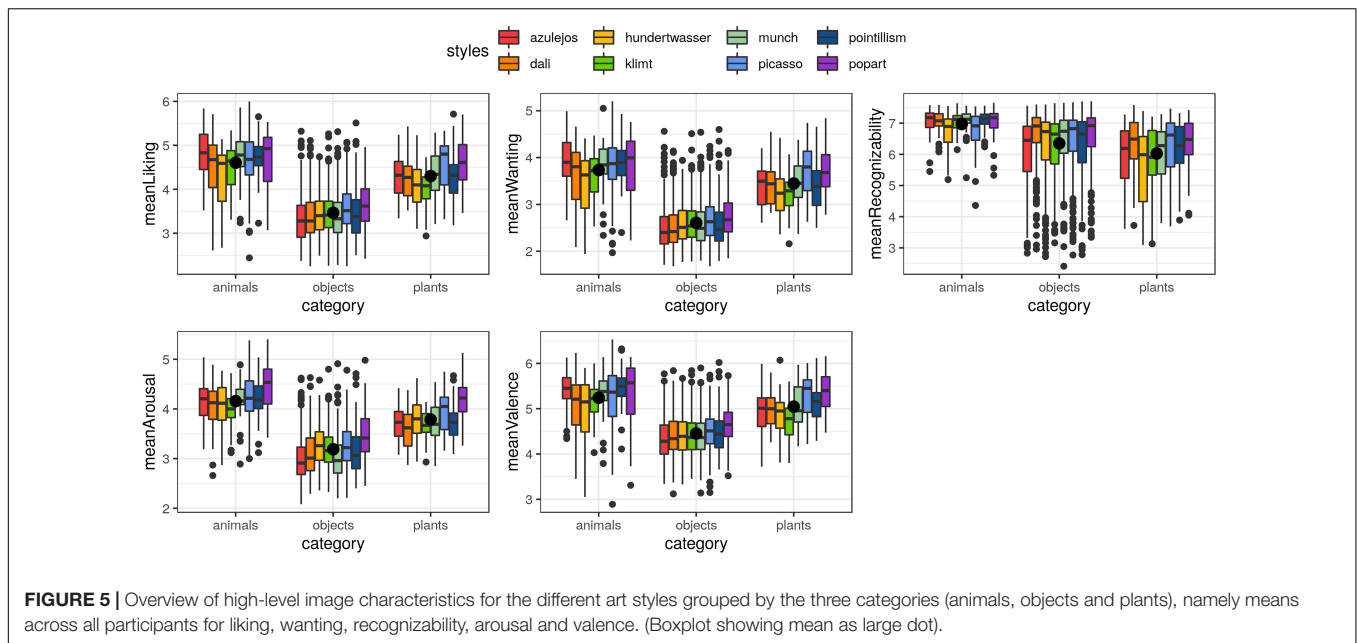 styles
azulejos hundertwasser munch pointillism
dali klimt picasso popart
meanLiking
6
5
4
3
animals objects plants
category
meanWanting
5
4
3
2
animals objects plants
category
meanRecognizability
7
6
5
4
3
animals objects plants
category
meanArousal
5
4
3
2
animals objects plants
category
meanValence
6
5
4
3
animals objects plants
category
FIGURE 5 | Overview of high-level image characteristics for the different art styles grouped by the three categories (animals, objects and plants), namely means
across all participants for liking, wanting, recognizability, arousal and valence. (Boxplot showing mean as large dot).